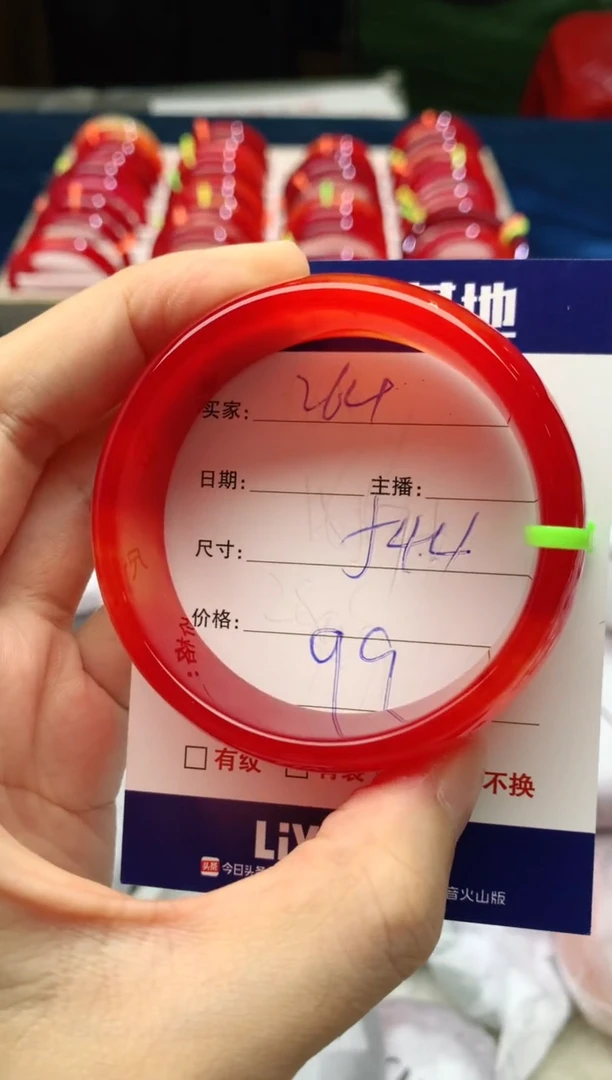 基地
买家: 264
日期: 主播:
尺寸: 54.4
价格: 99
□ 有纹 不换
头条 今日头 音火山版